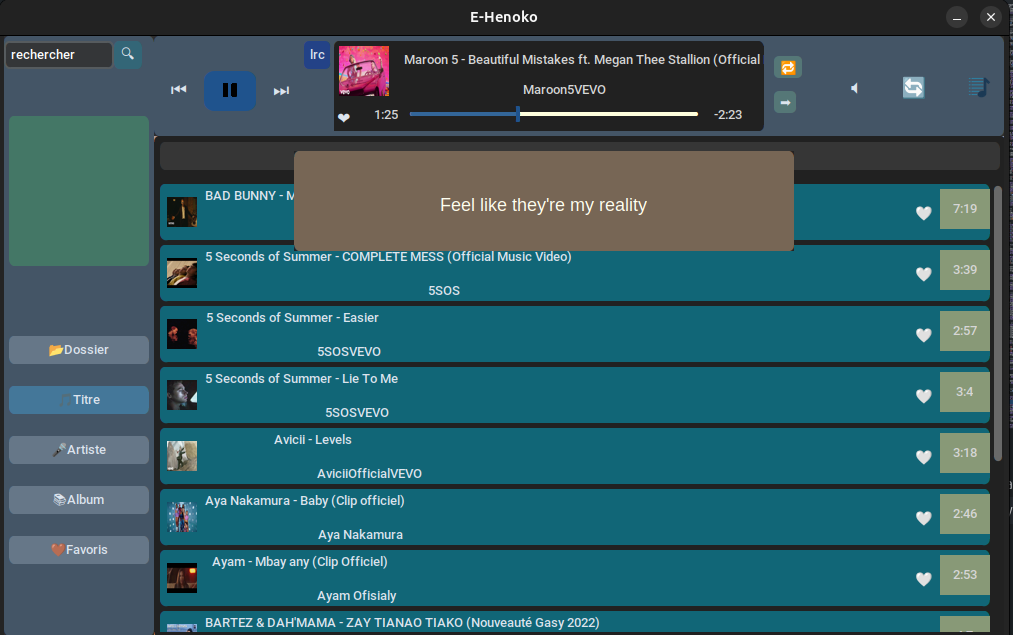 E-Henoko
rechercher
lrc
Maroon 5 - Beautiful Mistakes ft. Megan Thee Stallion (Official
Maroon5VEVO
1:25
-2:23
Feel like they're my reality
BAD BUNNY - M
7:19
5 Seconds of Summer - COMPLETE MESS (Official Music Video)
5SOS
3:39
5 Seconds of Summer - Easier
5SOSVEVO
2:57
5 Seconds of Summer - Lie To Me
5SOSVEVO
3:4
Avicii - Levels
AviciiOfficialVEVO
3:18
Aya Nakamura - Baby (Clip officiel)
Aya Nakamura
2:46
Ayam - Mbay any (Clip Officiel)
Ayam Ofisialy
2:53
BARTEZ & DAH'MAMA - ZAY TIANAO TIAKO (Nouveauté Gasy 2022)
Dossier
Titre
Artiste
Album
Favoris